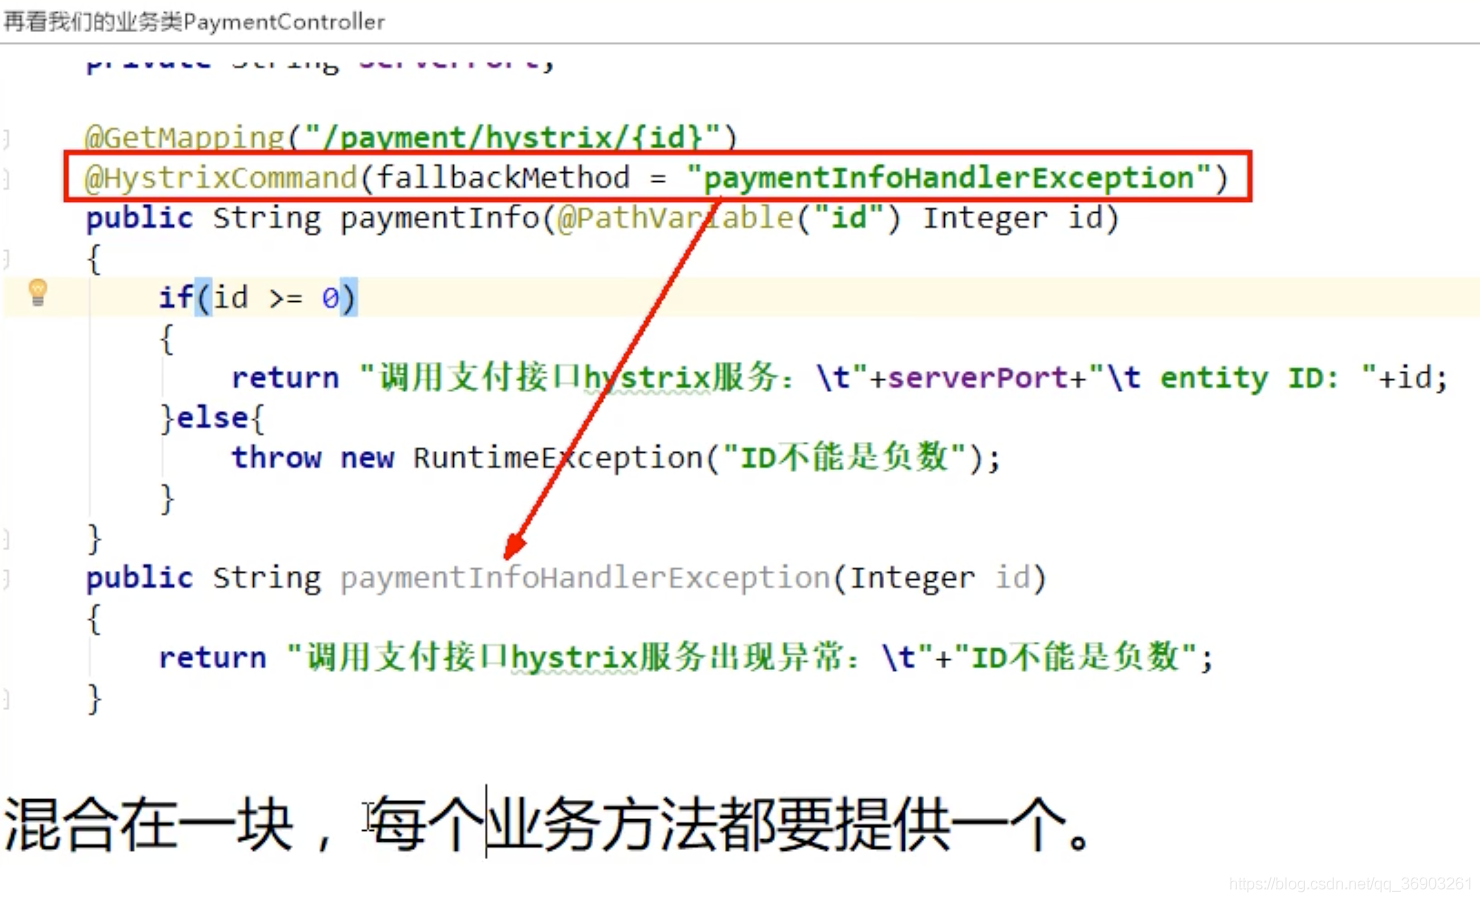 再看我们的业务类PaymentController
private String serverPort;
@GetMapping("/payment/hystrix/{id}")
@HystrixCommand(fallbackMethod = "paymentInfoHandlerException")
public String paymentInfo(@PathVariable("id") Integer id)
{
if(id >= 0)
{
return "调用支付接口hystrix服务: \t"+serverPort+"\t entity ID: "+id;
}else{
throw new RuntimeException("ID不能是负数");
}
}
public String paymentInfoHandlerException(Integer id)
{
return "调用支付接口hystrix服务出现异常: \t"+"ID不能是负数";
}
混合在一块，每个业务方法都要提供一个。
https://blog.csdn.net/qq_36903261